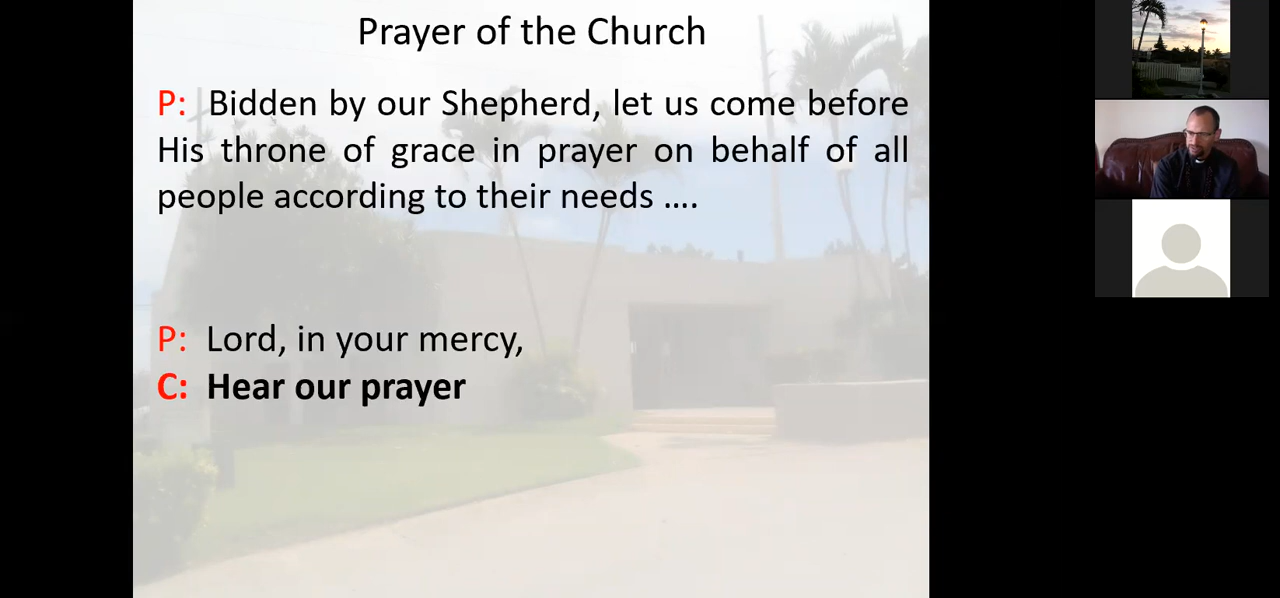 Prayer of the Church
P: Bidden by our Shepherd, let us come before
His throne of grace in prayer on behalf of all
people according to their needs ....
P: Lord, in your mercy,
C: Hear our prayer